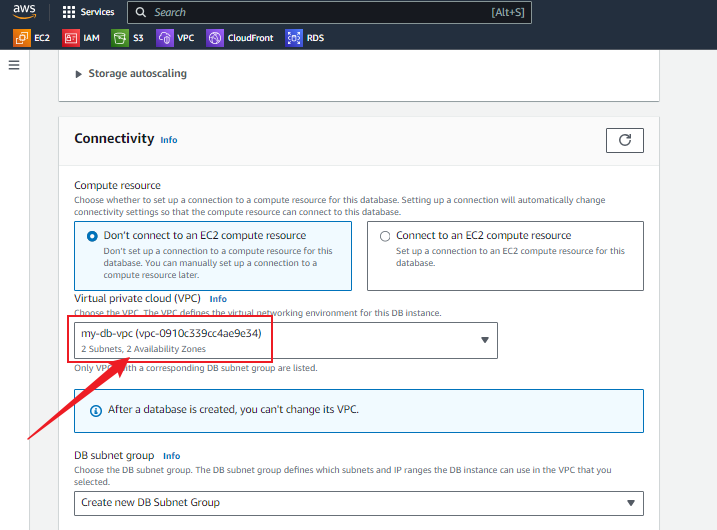 aws
Services
Search
[Alt+S]
EC2
IAM
S3
VPC
CloudFront
RDS
Storage autoscaling
Connectivity Info
Compute resource
Choose whether to set up a connection to a compute resource for this database. Setting up a connection will automatically change
connectivity settings so that the compute resource can connect to this database.
Don't connect to an EC2 compute resource
Don't set up a connection to a compute resource for this
database. You can manually set up a connection to a
compute resource later.
Connect to an EC2 compute resource
Set up a connection to an EC2 compute resource for this
database.
Virtual private cloud (VPC) Info
Choose the VPC. The VPC defines the virtual networking environment for this DB instance.
my-db-vpc (vpc-0910c339cc4ae9e34)
2 Subnets, 2 Availability Zones
Only VPCs with a corresponding DB subnet group are listed.
After a database is created, you can't change its VPC.
DB subnet group Info
Choose the DB subnet group. The DB subnet group defines which subnets and IP ranges the DB instance can use in the VPC that you
selected.
Create new DB Subnet Group